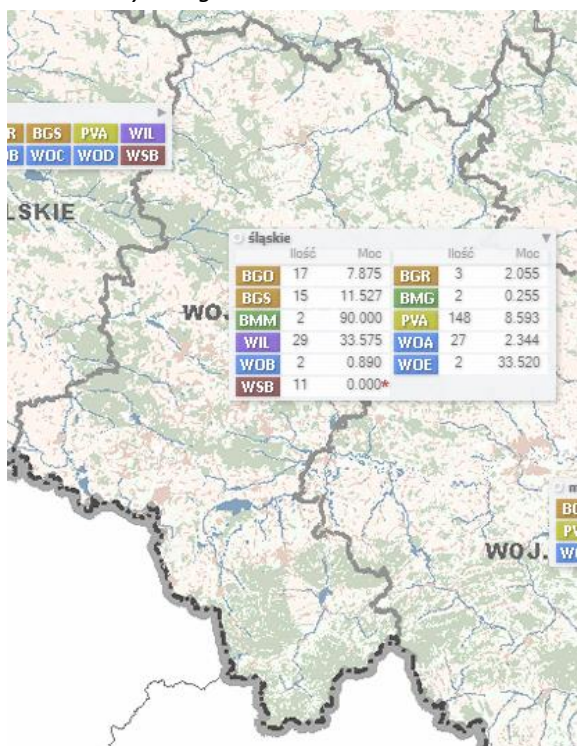 BGS PVA WIL
WOC WOD WSB
LSKIE
śląskie
Ilość Moc Ilość Moc
BGO 17 7.875 BGR 3 2.055
BGS 15 11.527 BMG 2 0.255
BMM 2 90.000 PVA 148 8.593
WIL 29 33.575 WOA 27 2.344
WOB 2 0.890 WOE 2 33.520
WSB 11 0.000*
WOJ.
WOJ.